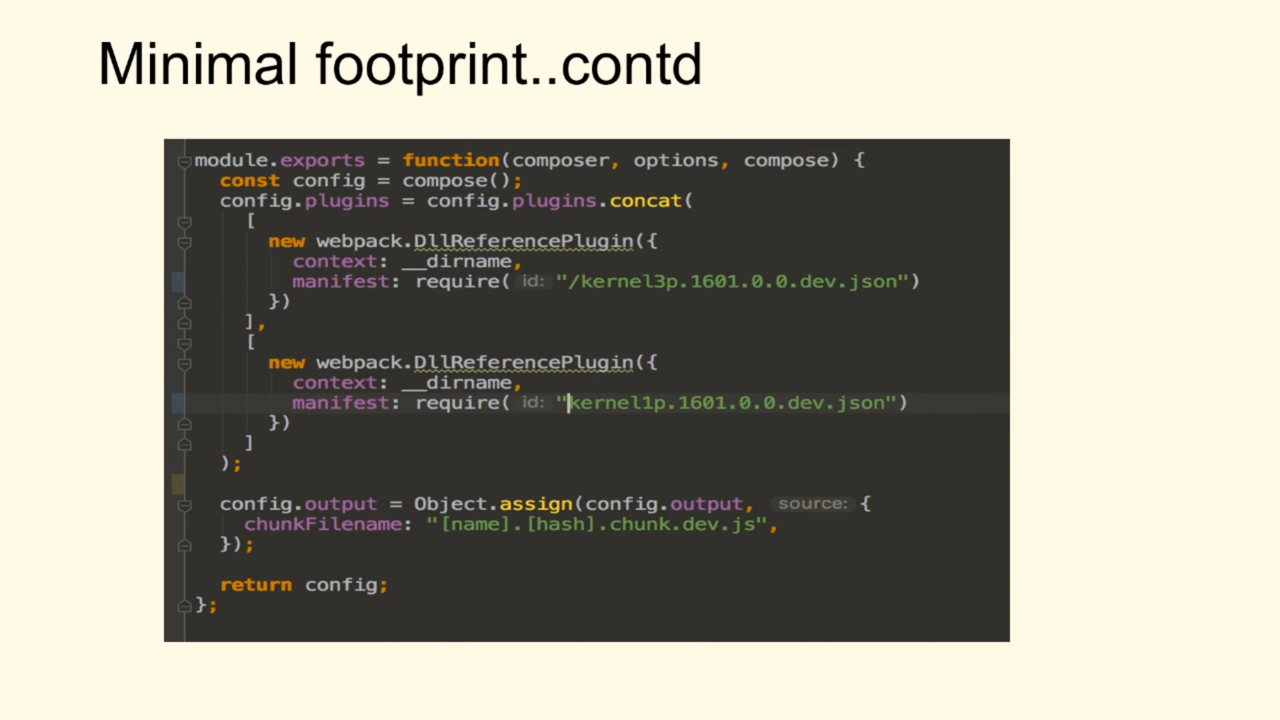 Minimal footprint..contd
module.exports = function(composer, options, compose) {
const config = compose();
config.plugins = config.plugins.concat(
[
new webpack.DllReferencePlugin({
context: __dirname,
manifest: require( id: "/kernel3p.1601.0.0.dev.json")
})
],
[
new webpack.DllReferencePlugin({
context: __dirname,
manifest: require( id: "kernel1p.1601.0.0.dev.json")
})
]
);
config.output = Object.assign(config.output, source: {
chunkFilename: "[name].[hash].chunk.dev.js",
});
return config;
};